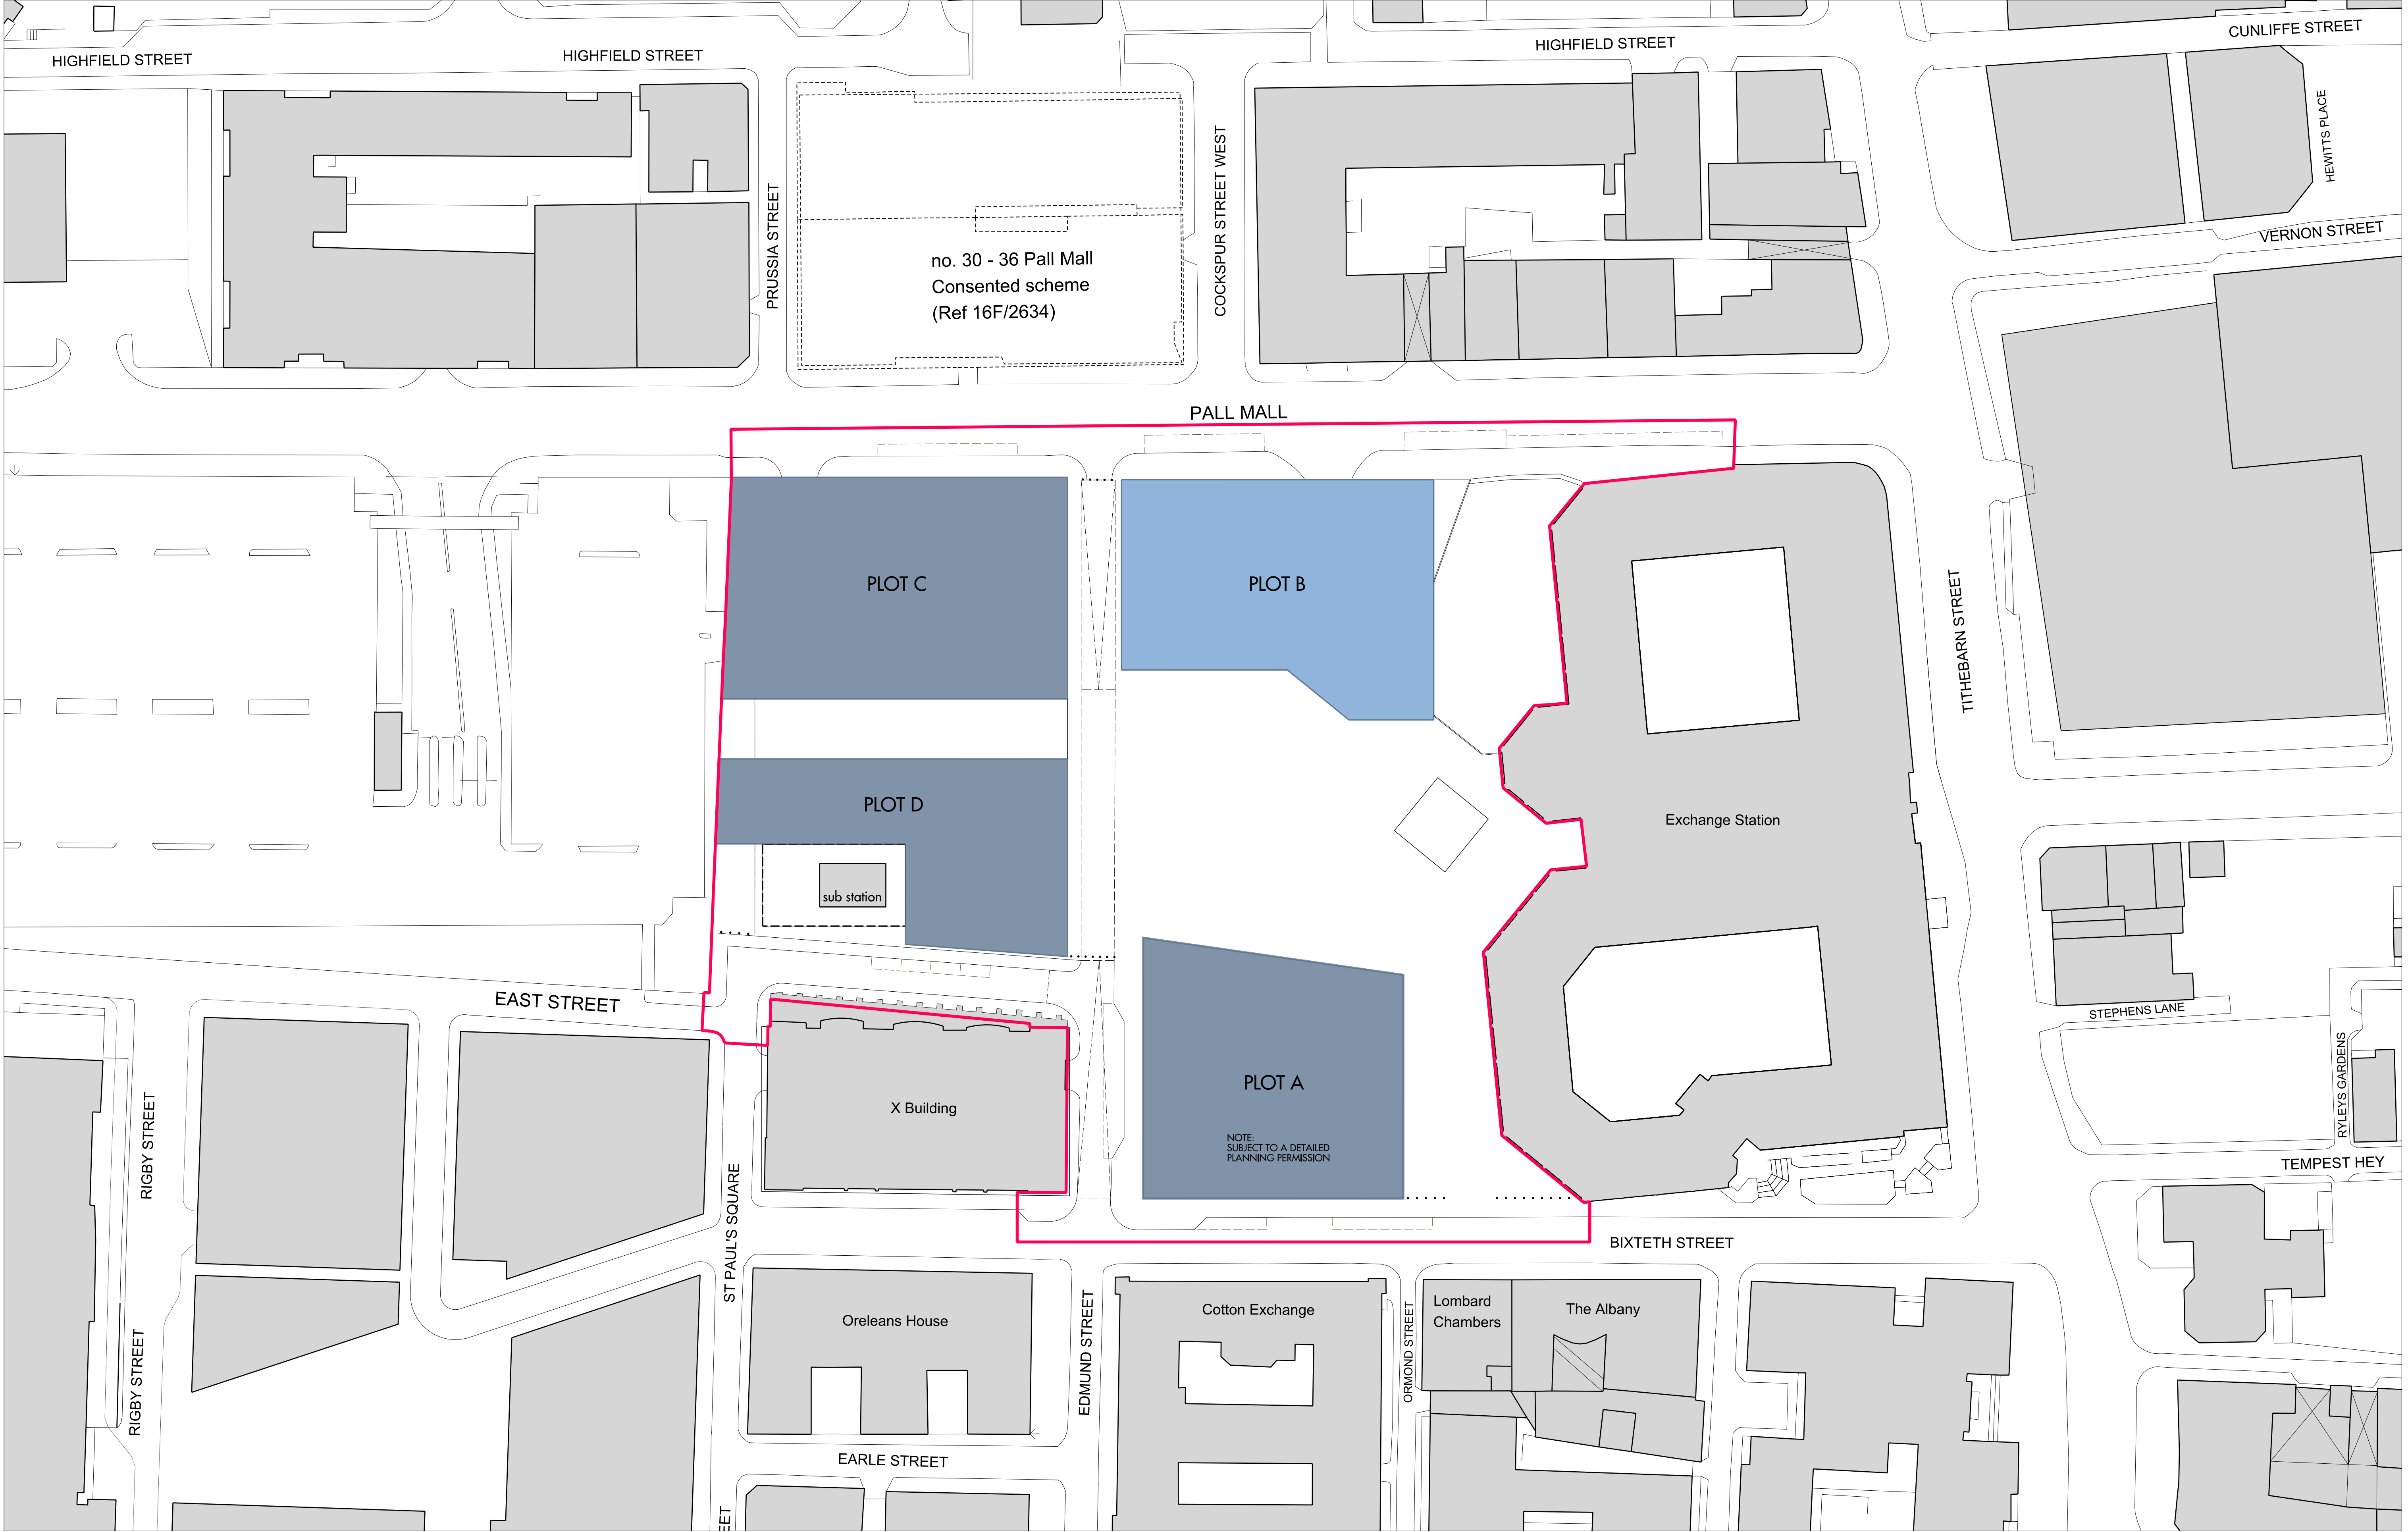 HIGHFIELD STREET
HIGHFIELD STREET
HIGHFIELD STREET
CUNLIFFE STREET
HEWITTS PLACE
PRUSSIA STREET
COCKSPUR STREET WEST
VERNON STREET
no. 30 - 36 Pall Mall
Consented scheme
(Ref 16F/2634)
PALL MALL
PLOT C
PLOT B
TITHEBARN STREET
PLOT D
Exchange Station
sub station
EAST STREET
STEPHENS LANE
RYLEYS GARDENS
RIGBY STREET
X Building
PLOT A
NOTE:
SUBJECT TO A DETAILED
PLANNING PERMISSION
TEMPEST HEY
ST PAUL'S SQUARE
BIXTETH STREET
RIGBY STREET
Oreleans House
EDMUND STREET
Cotton Exchange
ORMOND STREET
Lombard
Chambers
The Albany
EARLE STREET
EET